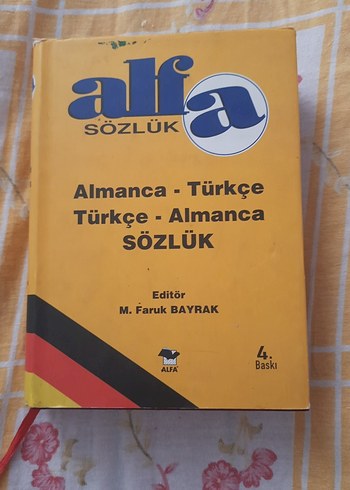 alfa
SÖZLÜK
Almanca - Türkçe
Türkçe - Almanca
SÖZLÜK
Editör
M. Faruk BAYRAK
ALFA
4.
Baskı